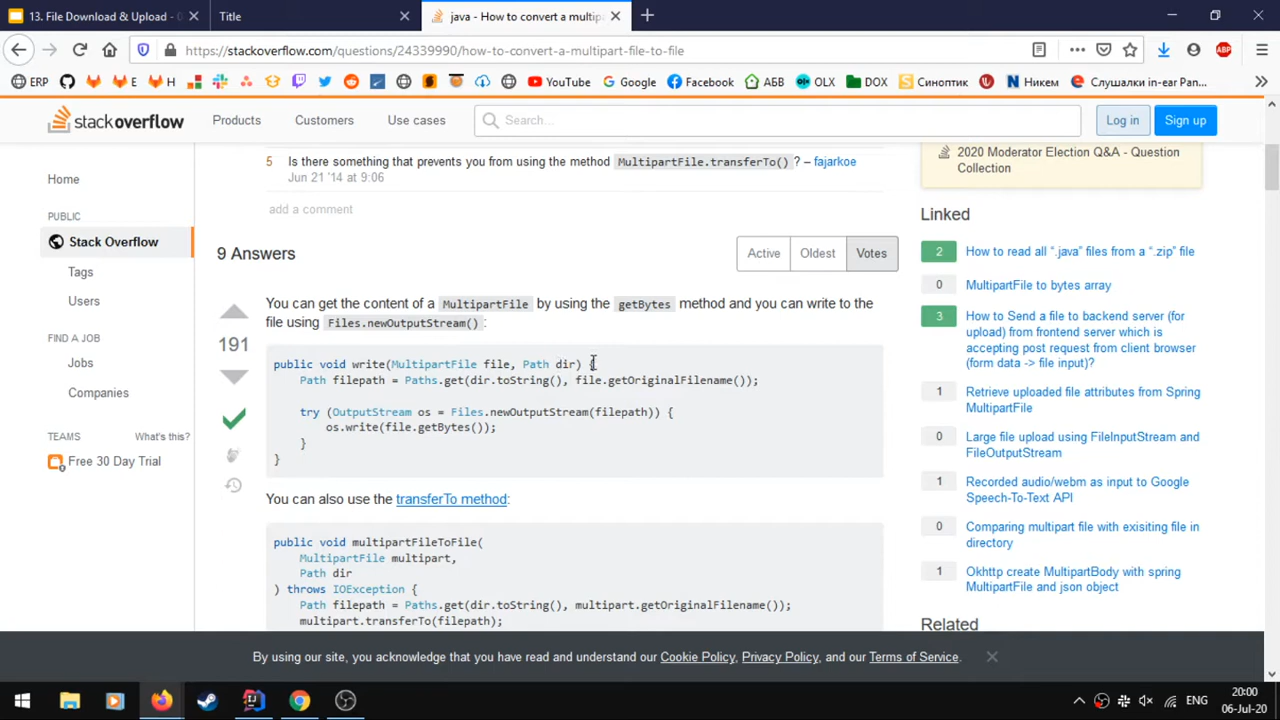 13. File Download & Upload -
Title
java - How to convert a multipa
https://stackoverflow.com/questions/24339990/how-to-convert-a-multipart-file-to-file
ERP
E
H
YouTube
Google
Facebook
АБВ
OLX
DOX
Синоптик
Никем
Слушалки in-ear Pan...
ABP
stackoverflow
Products
Customers
Use cases
Search...
Log in
Sign up
Home
PUBLIC
Stack Overflow
Tags
Users
FIND A JOB
Jobs
Companies
TEAMS
What's this?
Free 30 Day Trial
5 Is there something that prevents you from using the method MultipartFile.transferTo() ? – fajarkoe
Jun 21 '14 at 9:06
add a comment
9 Answers
Active
Oldest
Votes
191
You can get the content of a MultipartFile by using the getBytes method and you can write to the
file using Files.newOutputStream() :
public void write(MultipartFile file, Path dir) {
Path filepath = Paths.get(dir.toString(), file.getOriginalFilename());
try (OutputStream os = Files.newOutputStream(filepath)) {
os.write(file.getBytes());
}
}
You can also use the transferTo method:
public void multipartFileToFile(
MultipartFile multipart,
Path dir
) throws IOException {
Path filepath = Paths.get(dir.toString(), multipart.getOriginalFilename());
multipart.transferTo(filepath);
2020 Moderator Election Q&A - Question
Collection
Linked
2 How to read all “.java” files from a “.zip” file
0 MultipartFile to bytes array
3 How to Send a file to backend server (for
upload) from frontend server which is
accepting post request from client browser
(form data -> file input)?
1 Retrieve uploaded file attributes from Spring
MultipartFile
0 Large file upload using FileInputStream and
FileOutputStream
1 Recorded audio/webm as input to Google
Speech-To-Text API
0 Comparing multipart file with exisiting file in
directory
1 Okhttp create MultipartBody with spring
MultipartFile and json object
Related
By using our site, you acknowledge that you have read and understand our Cookie Policy, Privacy Policy, and our Terms of Service.
ENG
20:00
06-Jul-20